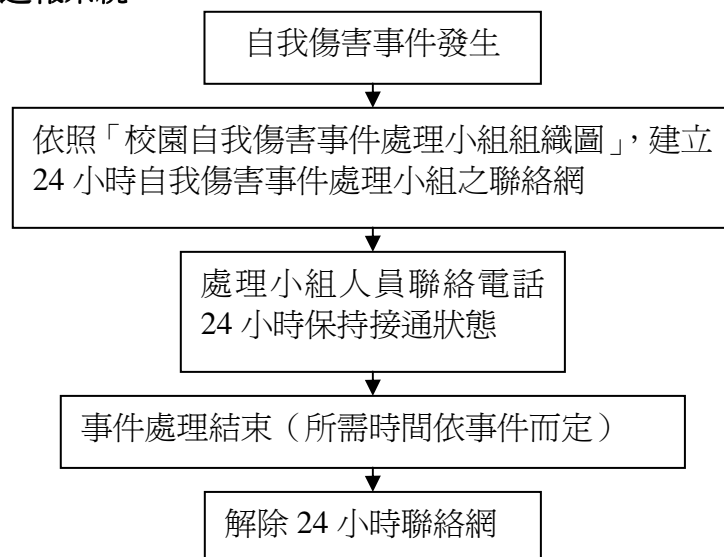 自我傷害事件發生
依照「校園自我傷害事件處理小組組織圖」，建立
24 小時自我傷害事件處理小組之聯絡網
處理小組人員聯絡電話
24 小時保持接通狀態
事件處理結束（所需時間依事件而定）
解除 24 小時聯絡網